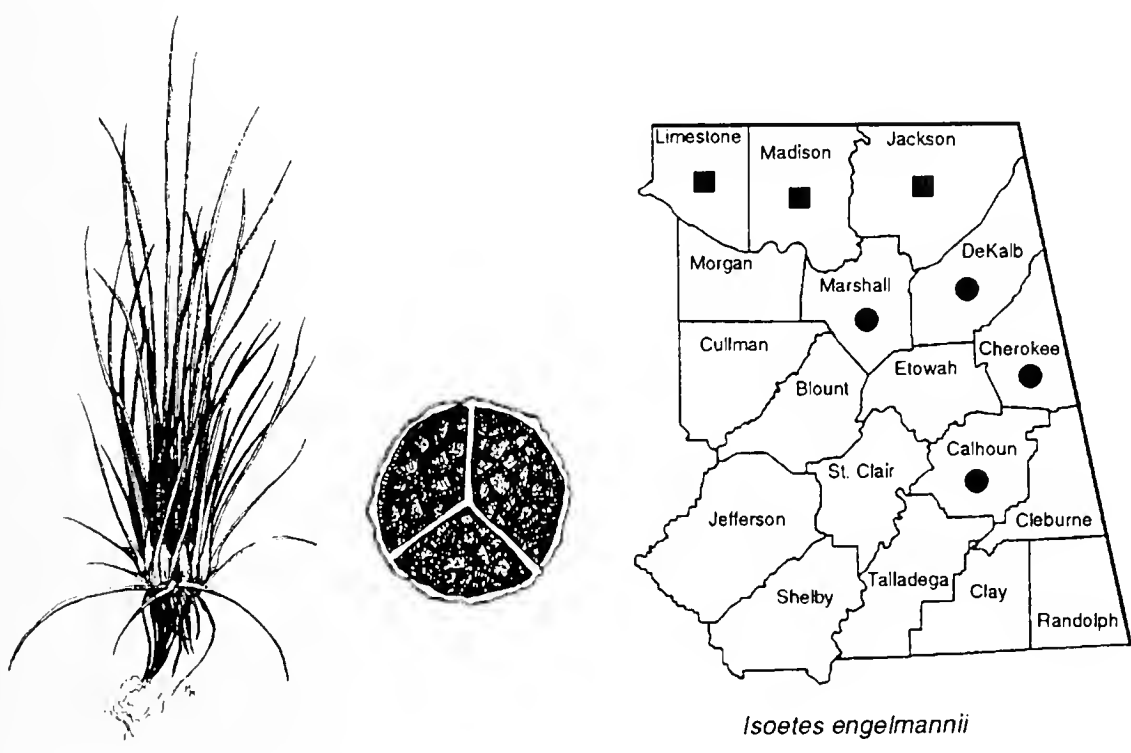 Limestone
Madison
Jackson
Morgan
Marshall
DeKalb
Cullman
Blount
Etowah
Cherokee
St. Clair
Calhoun
Jefferson
Cleburne
Shelby
Talladega
Clay
Randolph
Isoetes engelmannii